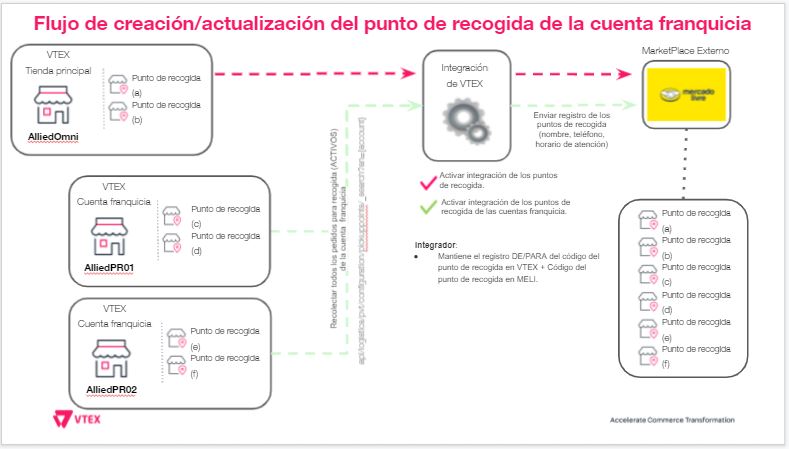 Flujo de creación/actualización del punto de recogida de la cuenta franquicia
VTEX
Tienda principal
AlliedOmni
Punto de recogida
(a)
Punto de recogida
(b)
VTEX
Cuenta franquicia
AlliedPR01
Punto de recogida
(c)
Punto de recogida
(d)
VTEX
Cuenta franquicia
AlliedPR02
Punto de recogida
(e)
Punto de recogida
(f)
Recolectar todos los pedidos para recogida (ACTIVOS)
de la cuenta franquicia
api/logistics/pvt/configuration/pickuppoints/_search?an=[account]
Integración
de VTEX
Activar integración de los puntos
de recogida.
Activar integración de los puntos de
recogida de las cuentas franquicia.
Integrador:
• Mantiene el registro DE/PARA del código del
punto de recogida en VTEX + Código del
punto de recogida en MELI.
Enviar registro de los
puntos de recogida
(nombre, teléfono,
horario de atención)
MarketPlace Externo
mercado
livre
Punto de recogida
(a)
Punto de recogida
(b)
Punto de recogida
(c)
Punto de recogida
(d)
Punto de recogida
(e)
Punto de recogida
(f)
VTEX
Accelerate Commerce Transformation